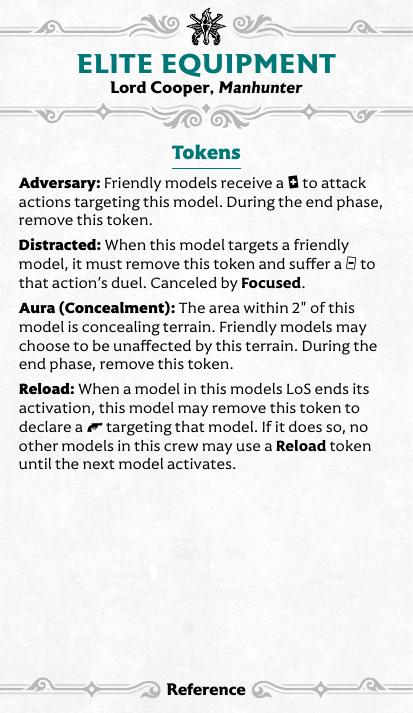 ELITE EQUIPMENT
Lord Cooper, Manhunter
Tokens
Adversary: Friendly models receive a to attack
actions targeting this model. During the end phase,
remove this token.
Distracted: When this model targets a friendly
model, it must remove this token and suffer a to
that action's duel. Canceled by Focused.
Aura (Concealment): The area within 2" of this
model is concealing terrain. Friendly models may
choose to be unaffected by this terrain. During the
end phase, remove this token.
Reload: When a model in this models LoS ends its
activation, this model may remove this token to
declare a targeting that model. If it does so, no
other models in this crew may use a Reload token
until the next model activates.
Reference